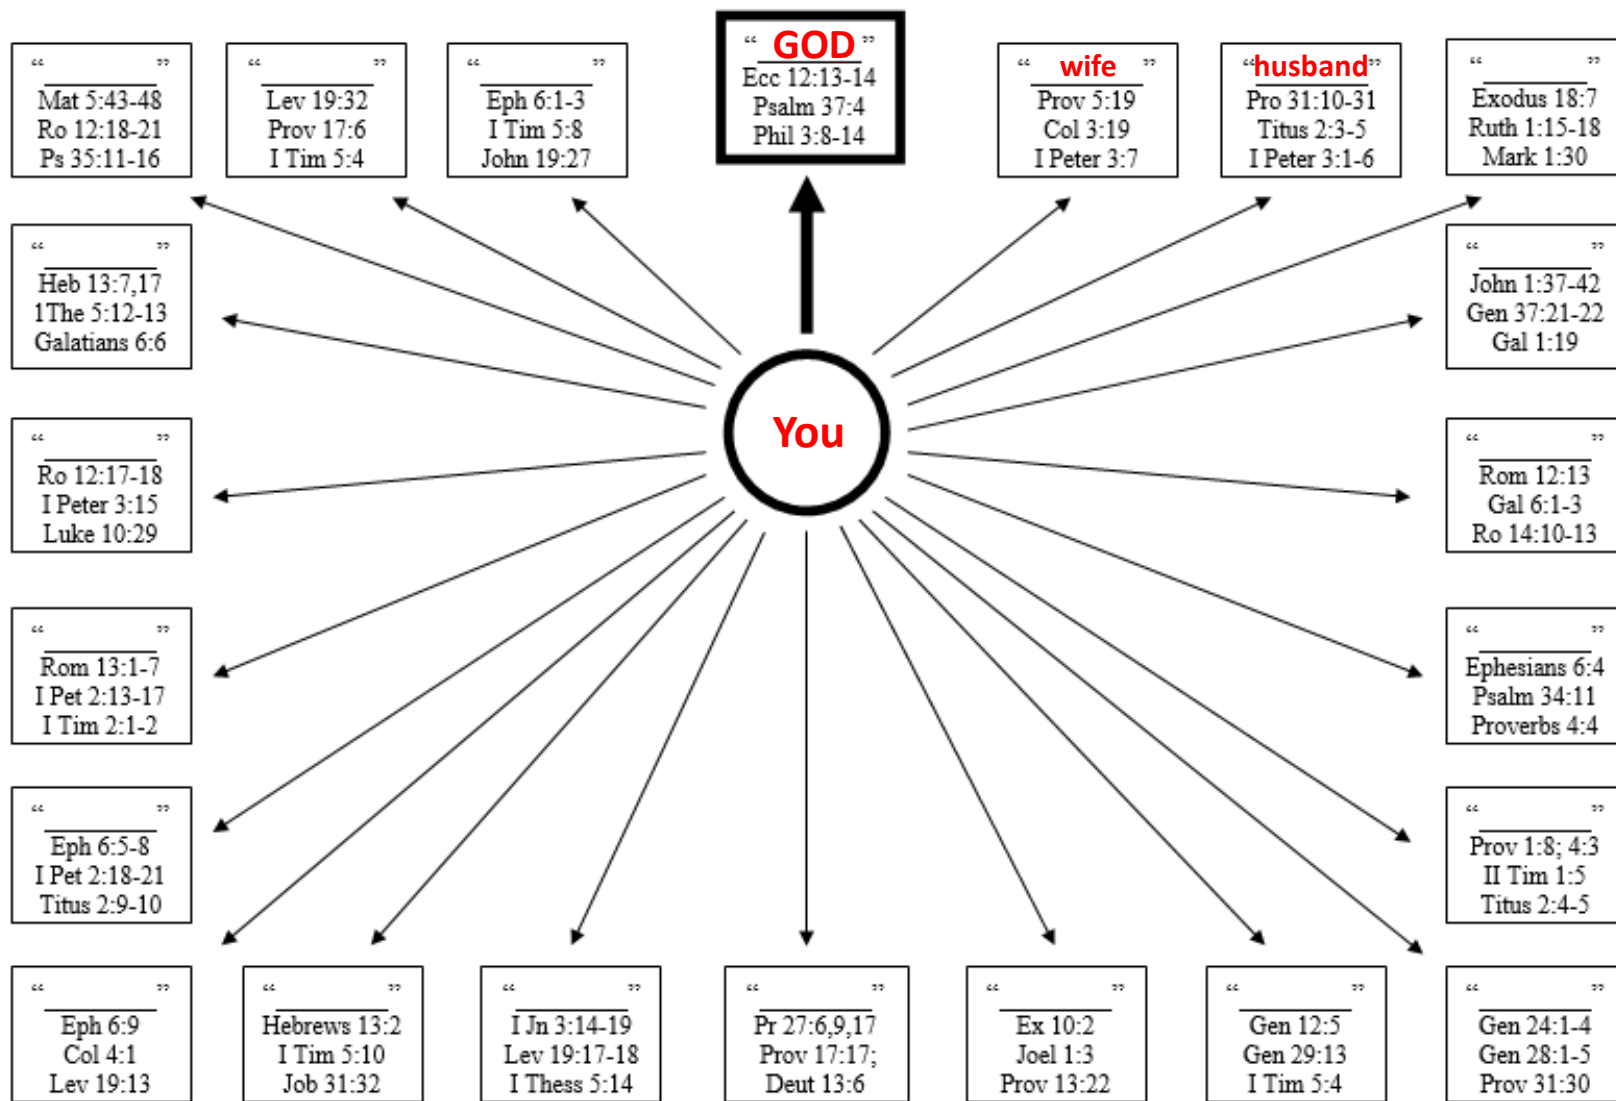 “ ”
Mat 5:43-48
Ro 12:18-21
Ps 35:11-16
“ ”
Lev 19:32
Prov 17:6
I Tim 5:4
“ ”
Eph 6:1-3
I Tim 5:8
John 19:27
“ GOD ”
Ecc 12:13-14
Psalm 37:4
Phil 3:8-14
“ wife ”
Prov 5:19
Col 3:19
I Peter 3:7
“husband”
Pro 31:10-31
Titus 2:3-5
I Peter 3:1-6
“ ”
Exodus 18:7
Ruth 1:15-18
Mark 1:30
“ ”
Heb 13:7,17
1The 5:12-13
Galatians 6:6
“ ”
John 1:37-42
Gen 37:21-22
Gal 1:19
You
“ ”
Ro 12:17-18
I Peter 3:15
Luke 10:29
“ ”
Rom 12:13
Gal 6:1-3
Ro 14:10-13
“ ”
Rom 13:1-7
I Pet 2:13-17
I Tim 2:1-2
“ ”
Ephesians 6:4
Psalm 34:11
Proverbs 4:4
“ ”
Eph 6:5-8
I Pet 2:18-21
Titus 2:9-10
“ ”
Prov 1:8; 4:3
II Tim 1:5
Titus 2:4-5
“ ”
Eph 6:9
Col 4:1
Lev 19:13
“ ”
Hebrews 13:2
I Tim 5:10
Job 31:32
“ ”
I Jn 3:14-19
Lev 19:17-18
I Thess 5:14
“ ”
Pr 27:6,9,17
Prov 17:17;
Deut 13:6
“ ”
Ex 10:2
Joel 1:3
Prov 13:22
“ ”
Gen 12:5
Gen 29:13
I Tim 5:4
“ ”
Gen 24:1-4
Gen 28:1-5
Prov 31:30